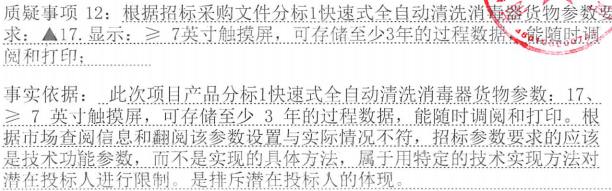 质疑事项 12：根据招标采购文件分标1快速式全自动清洗消毒器货物参数要
求：▲17.显示：≥ 7英寸触摸屏，可存储至少3年的过程数据，能随时调
阅和打印；
事实依据： 此次项目产品分标1快速式全自动清洗消毒器货物参数：17、
≥ 7 英寸触摸屏，可存储至少 3 年的过程数据，能随时调阅和打印。根
据市场查阅信息和翻阅该参数设置与实际情况不符，招标参数要求的应该
是技术功能参数，而不是实现的具体方法，属于用特定的技术实现方法对
潜在投标人进行限制。是排斥潜在投标人的体现。